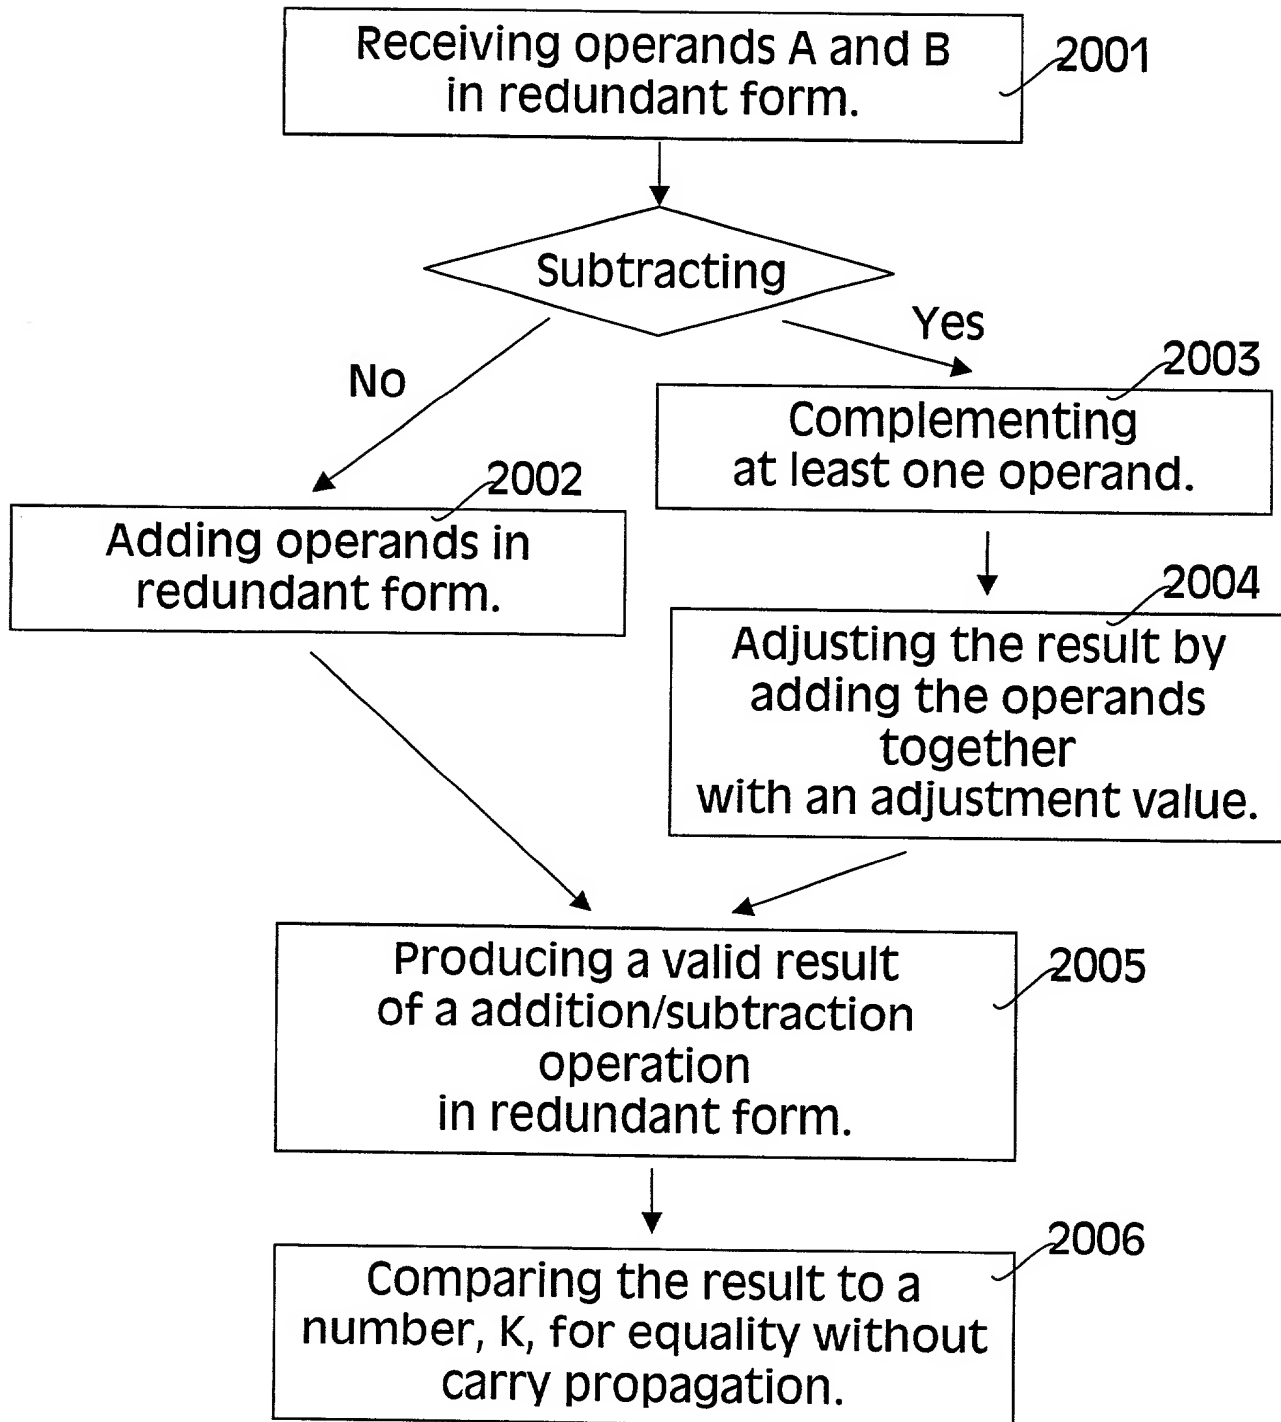 Receiving operands A and B
in redundant form.
2001
Subtracting
Yes
No
2003
Complementing
at least one operand.
2002
Adding operands in
redundant form.
2004
Adjusting the result by
adding the operands
together
with an adjustment value.
Producing a valid result
of a addition/subtraction
operation
in redundant form.
2005
2006
Comparing the result to a
number, K, for equality without
carry propagation.